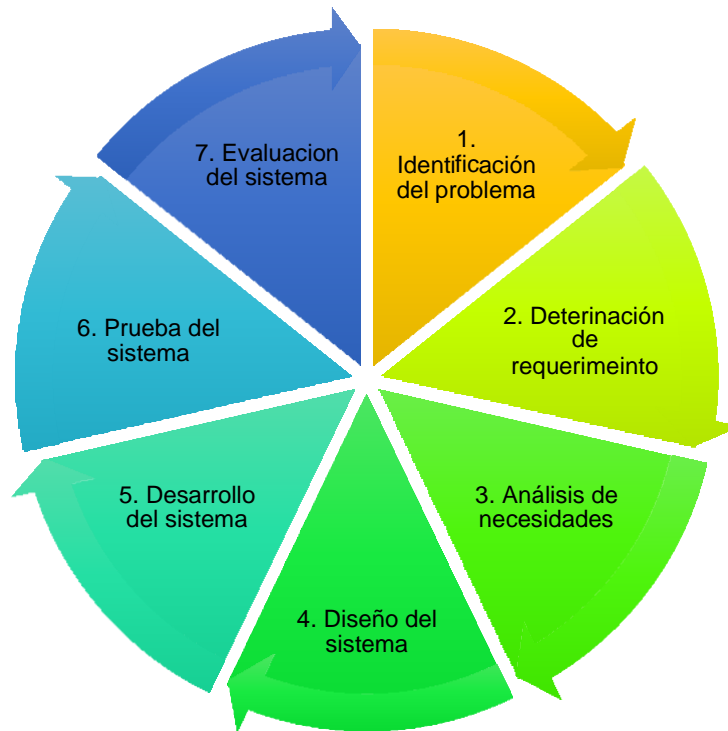 1.
Identificación
del problema
2. Deterinación
de
requerimeinto
3. Análisis de
necesidades
4. Diseño del
sistema
5. Desarrollo
del sistema
6. Prueba del
sistema
7. Evaluacion
del sistema